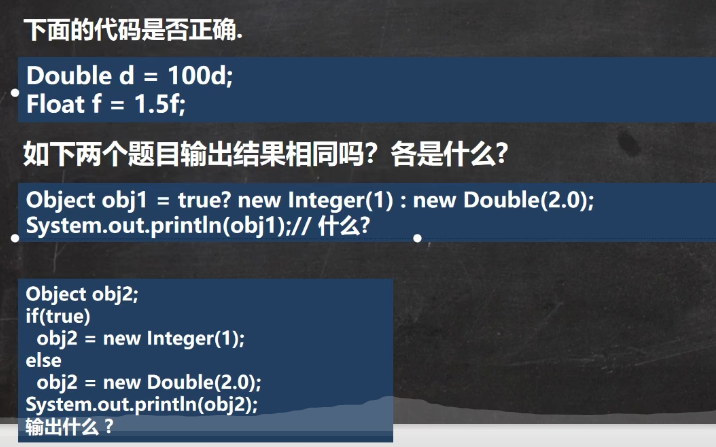 下面的代码是否正确.
Double d = 100d;
Float f = 1.5f;
如下两个题目输出结果相同吗？各是什么?
Object obj1 = true? new Integer(1) : new Double(2.0);
System.out.println(obj1);// 什么?
Object obj2;
if(true)
obj2 = new Integer(1);
else
obj2 = new Double(2.0);
System.out.println(obj2);
输出什么？